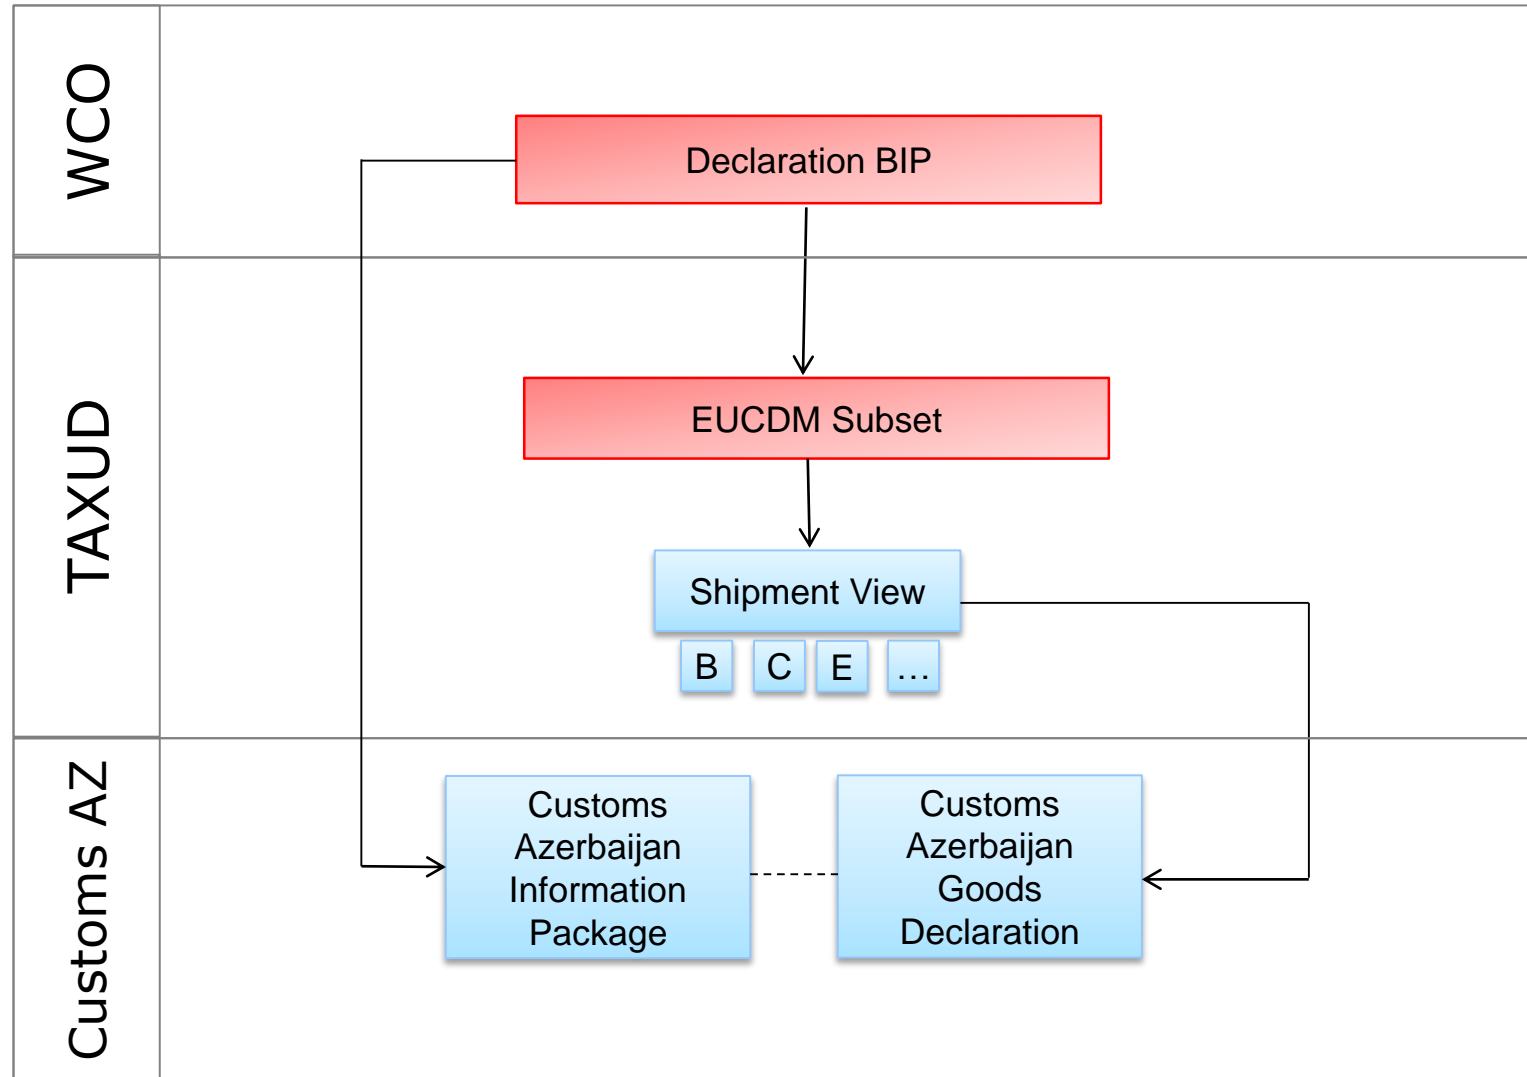 WCO
Declaration BIP
TAXUD
EUCDM Subset
Shipment View
B C E ...
Customs AZ
Customs
Azerbaijan
Information
Package
Customs
Azerbaijan
Goods
Declaration